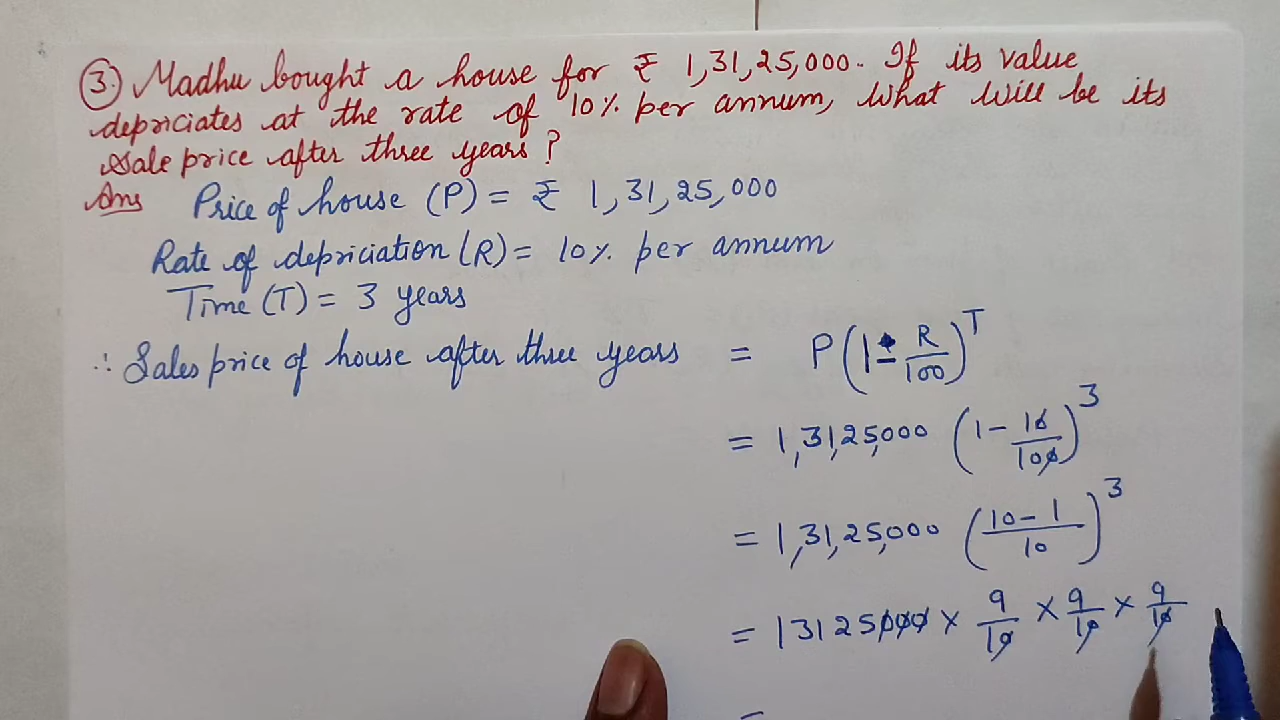 ③ Madhu bought a house for ₹ 1,31,25,000. If its value
depriciates at the rate of 10% per annum, what will be its
sale price after three years?
Ans Price of house (P) = ₹ 1,31,25,000
Rate of depriciation (R) = 10% per annum
Time (T) = 3 years
∴ Sales price of house after three years = P(1 - R/100)^T
= 1,31,25,000 (1 - 10/100)^3
= 1,31,25,000 (10 - 1/10)^3
= 13125000 × 9/10 × 9/10 × 9/10